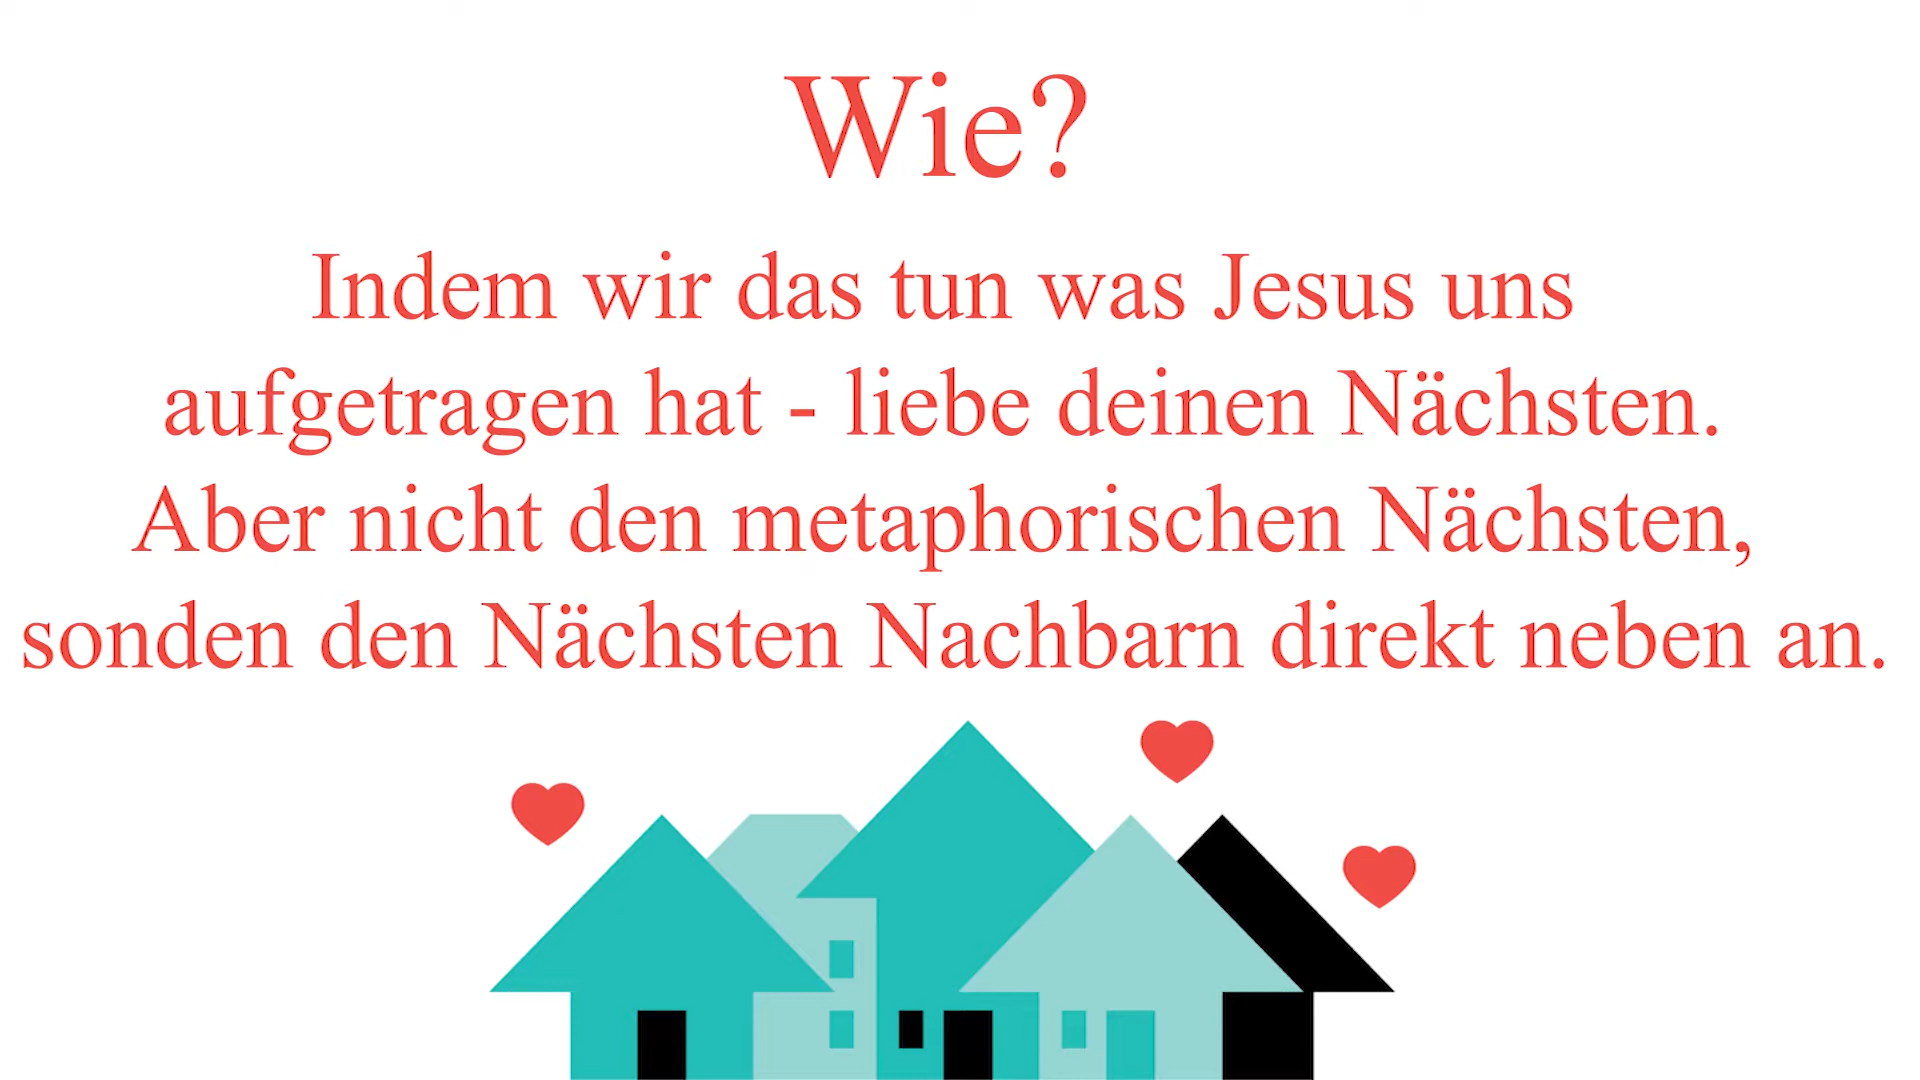 Wie?
Indem wir das tun was Jesus uns
aufgetragen hat - liebe deinen Nächsten.
Aber nicht den metaphorischen Nächsten,
sonden den Nächsten Nachbarn direkt neben an.